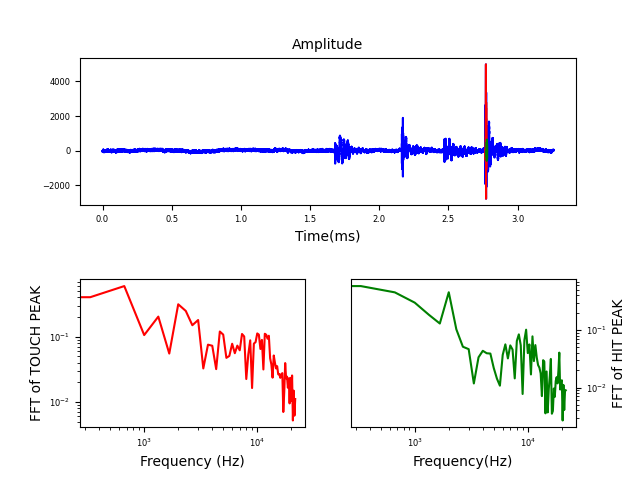 Amplitude
4000
2000
0
−2000
0.0 0.5 1.0 1.5 2.0 2.5 3.0
Time(ms)
FFT of TOUCH PEAK
10⁻¹
10⁻²
10³ 10⁴
Frequency (Hz)
10³ 10⁴
Frequency(Hz)
10⁻¹
10⁻²
FFT of HIT PEAK